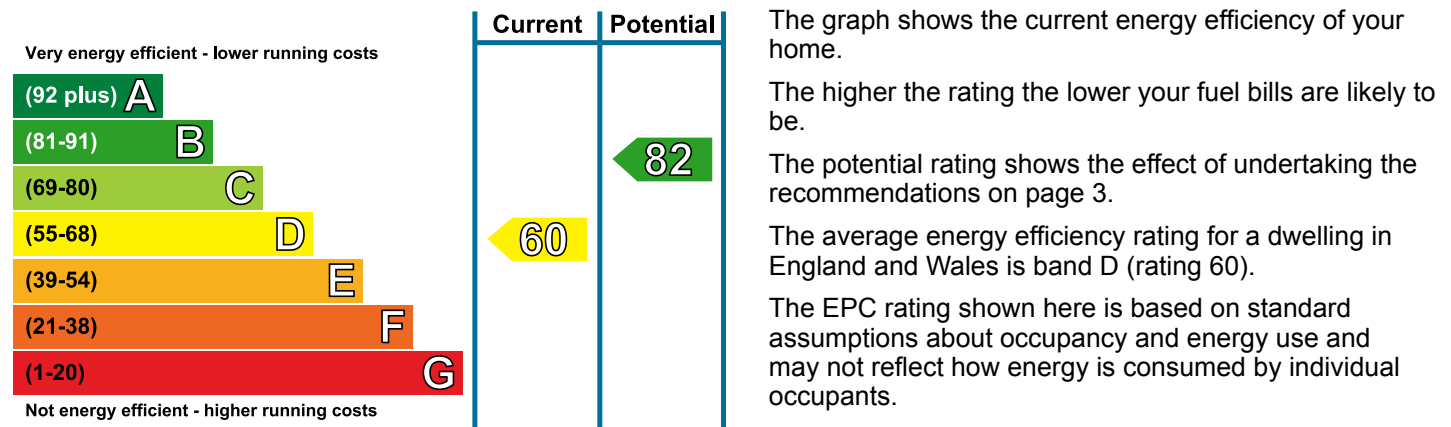 Current Potential
Very energy efficient - lower running costs
(92 plus) A
(81-91) B
82
(69-80) C
(55-68) D
60
(39-54) E
(21-38) F
(1-20) G
Not energy efficient - higher running costs
The graph shows the current energy efficiency of your
home.
The higher the rating the lower your fuel bills are likely to
be.
The potential rating shows the effect of undertaking the
recommendations on page 3.
The average energy efficiency rating for a dwelling in
England and Wales is band D (rating 60).
The EPC rating shown here is based on standard
assumptions about occupancy and energy use and
may not reflect how energy is consumed by individual
occupants.